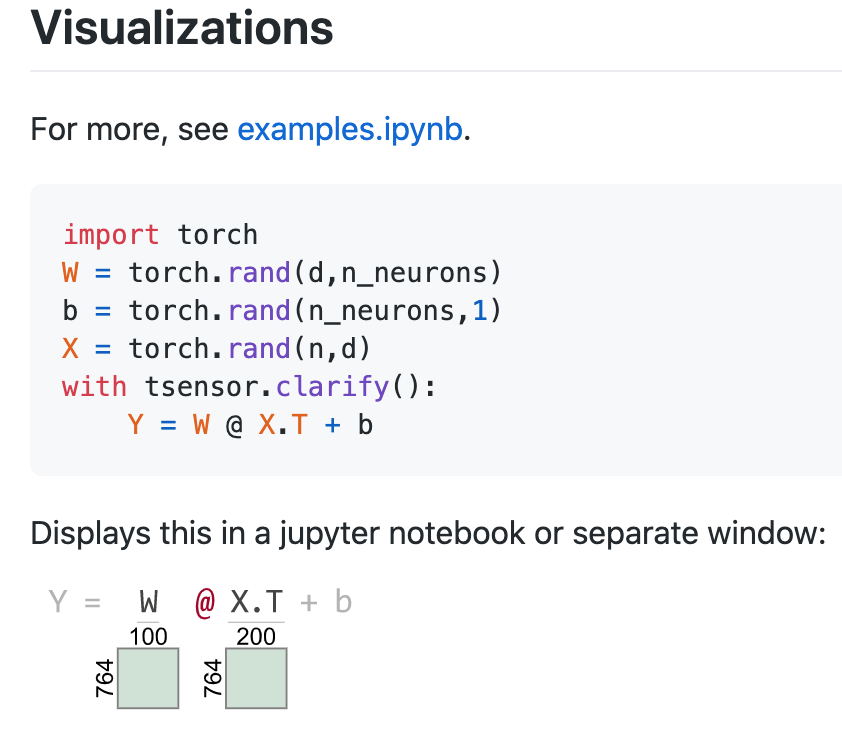 Visualizations
For more, see examples.ipynb.
import torch
W = torch.rand(d,n_neurons)
b = torch.rand(n_neurons,1)
X = torch.rand(n,d)
with tsensor.clarify():
    Y = W @ X.T + b
Displays this in a jupyter notebook or separate window:
Y = W @ X.T + b
100 200
764 764